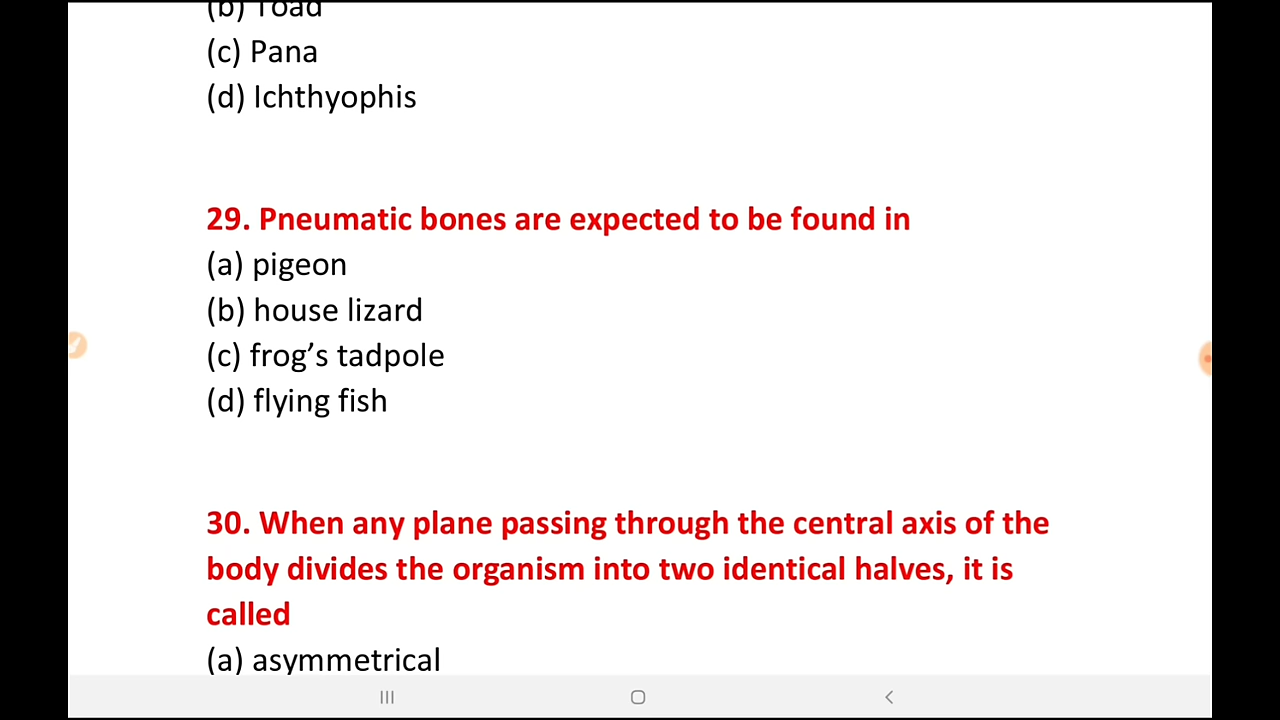 (b) Toad
(c) Pana
(d) Ichthyophis
29. Pneumatic bones are expected to be found in
(a) pigeon
(b) house lizard
(c) frog’s tadpole
(d) flying fish
30. When any plane passing through the central axis of the
body divides the organism into two identical halves, it is
called
(a) asymmetrical